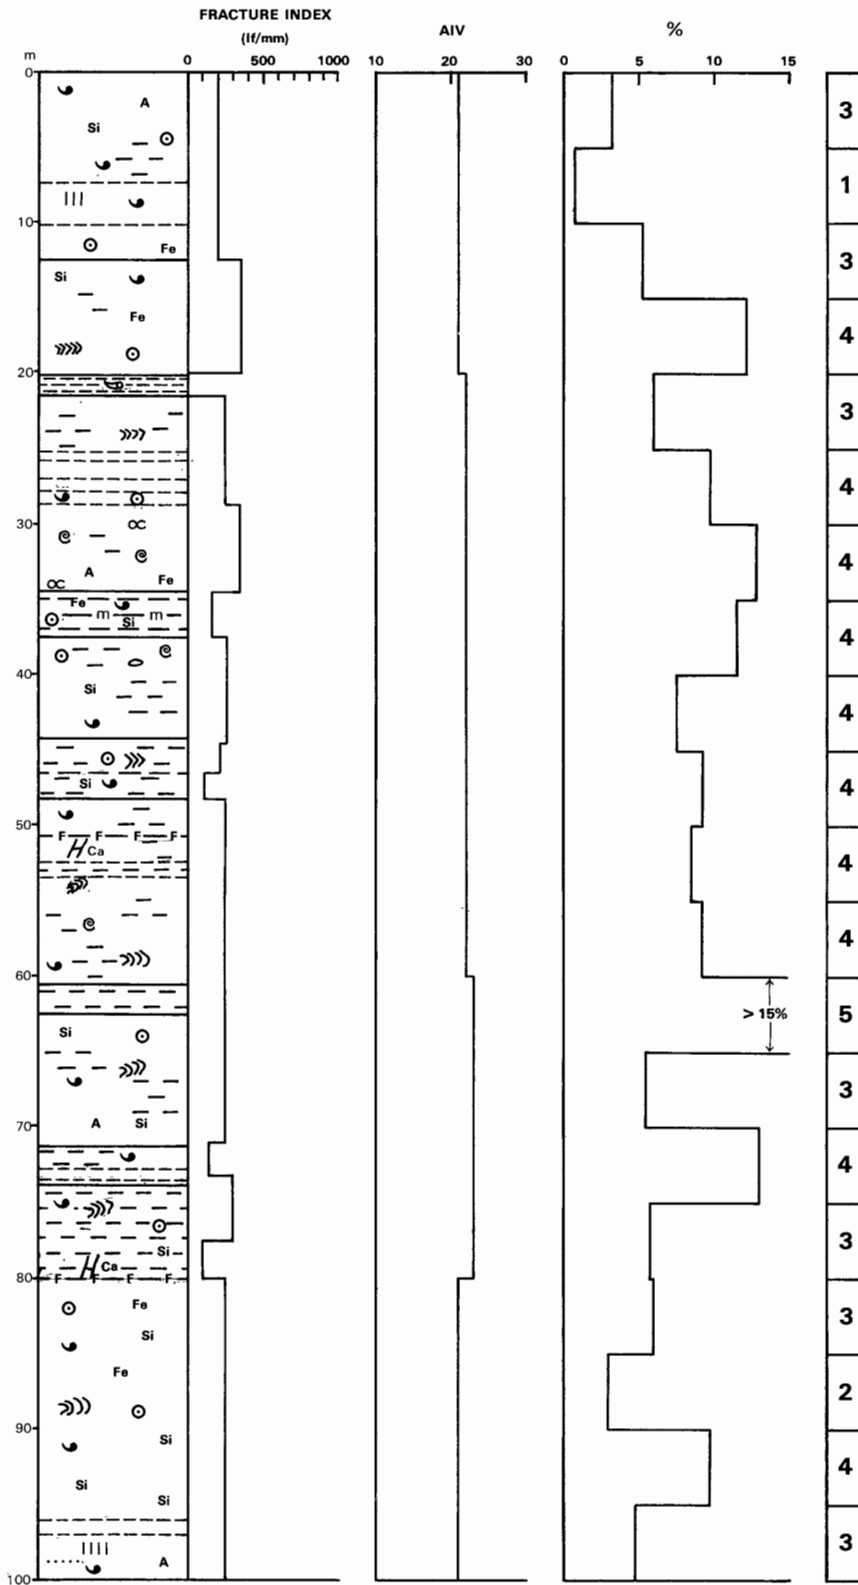 FRACTURE INDEX
(If/mm)
AIV
%
m
0 500 1000
10 20 30
0 5 10 15
0
A
3
Si
1
10
Fe
3
Si
Fe
4
20
3
4
30
4
A Fe
Fe
m Si m
4
40
Si
4
Si
4
50
F F F F
H Ca
4
4
60
> 15%
5
Si
3
70
A Si
4
3
Si
H Ca
80
F F F F
Fe
Si
3
Fe
2
90
Si
4
Si
Si
3
A
100